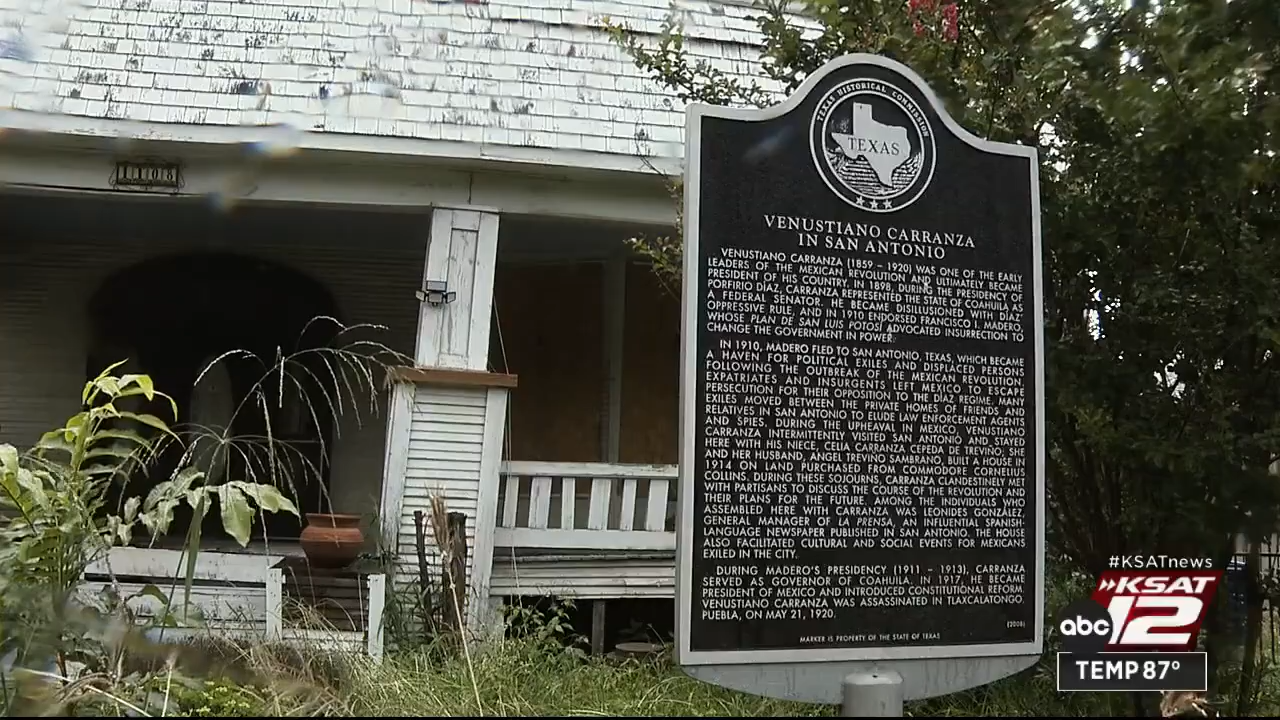 1108
TEXAS HISTORICAL COMMISSION
TEXAS
VENUSTIANO CARRANZA
IN SAN ANTONIO
VENUSTIANO CARRANZA (1859 – 1920) WAS ONE OF THE EARLY
LEADERS OF THE MEXICAN REVOLUTION AND ULTIMATELY BECAME
PRESIDENT OF HIS COUNTRY. IN 1898, DURING THE PRESIDENCY OF
PORFIRIO DÍAZ, CARRANZA REPRESENTED THE STATE OF COAHUILA AS
A FEDERAL SENATOR. HE BECAME DISILLUSIONED WITH DÍAZ'
OPPRESSIVE RULE, AND IN 1910 ENDORSED FRANCISCO I. MADERO,
WHOSE PLAN DE SAN LUIS POTOSÍ ADVOCATED INSURRECTION TO
CHANGE THE GOVERNMENT IN POWER.
IN 1910, MADERO FLED TO SAN ANTONIO, TEXAS, WHICH BECAME
A HAVEN FOR POLITICAL EXILES AND DISPLACED PERSONS
FOLLOWING THE OUTBREAK OF THE MEXICAN REVOLUTION.
EXPATRIATES AND INSURGENTS LEFT MEXICO TO ESCAPE
PERSECUTION FOR THEIR OPPOSITION TO THE DÍAZ REGIME. MANY
EXILES MOVED BETWEEN THE PRIVATE HOMES OF FRIENDS AND
RELATIVES IN SAN ANTONIO TO ELUDE LAW ENFORCEMENT AGENTS
AND SPIES. DURING THE UPHEAVAL IN MEXICO, VENUSTIANO
CARRANZA INTERMITTENTLY VISITED SAN ANTONIO AND STAYED
HERE WITH HIS NIECE, CELIA CARRANZA CEPEDA DE TREVIÑO; SHE
AND HER HUSBAND, ANGEL TREVIÑO SAMBRANO, BUILT A HOUSE IN
1914 ON LAND PURCHASED FROM COMMODORE CORNELIUS
COLLINS. DURING THESE SOJOURNS, CARRANZA CLANDESTINELY MET
WITH PARTISANS TO DISCUSS THE COURSE OF THE REVOLUTION AND
THEIR PLANS FOR THE FUTURE. AMONG THE INDIVIDUALS WHO
ASSEMBLED HERE WITH CARRANZA WAS LEONIDES GONZÁLEZ,
GENERAL MANAGER OF LA PRENSA, AN INFLUENTIAL SPANISH-
LANGUAGE NEWSPAPER PUBLISHED IN SAN ANTONIO. THE HOUSE
ALSO FACILITATED CULTURAL AND SOCIAL EVENTS FOR MEXICANS
EXILED IN THE CITY.
DURING MADERO'S PRESIDENCY (1911 – 1913), CARRANZA
SERVED AS GOVERNOR OF COAHUILA. IN 1917, HE BECAME
PRESIDENT OF MEXICO AND INTRODUCED CONSTITUTIONAL REFORM.
VENUSTIANO CARRANZA WAS ASSASSINATED IN TLAXCALATONGO,
PUEBLA, ON MAY 21, 1920.
(2008)
MARKER IS PROPERTY OF THE STATE OF TEXAS
#KSATnews
KSAT
abc 12
TEMP 87°